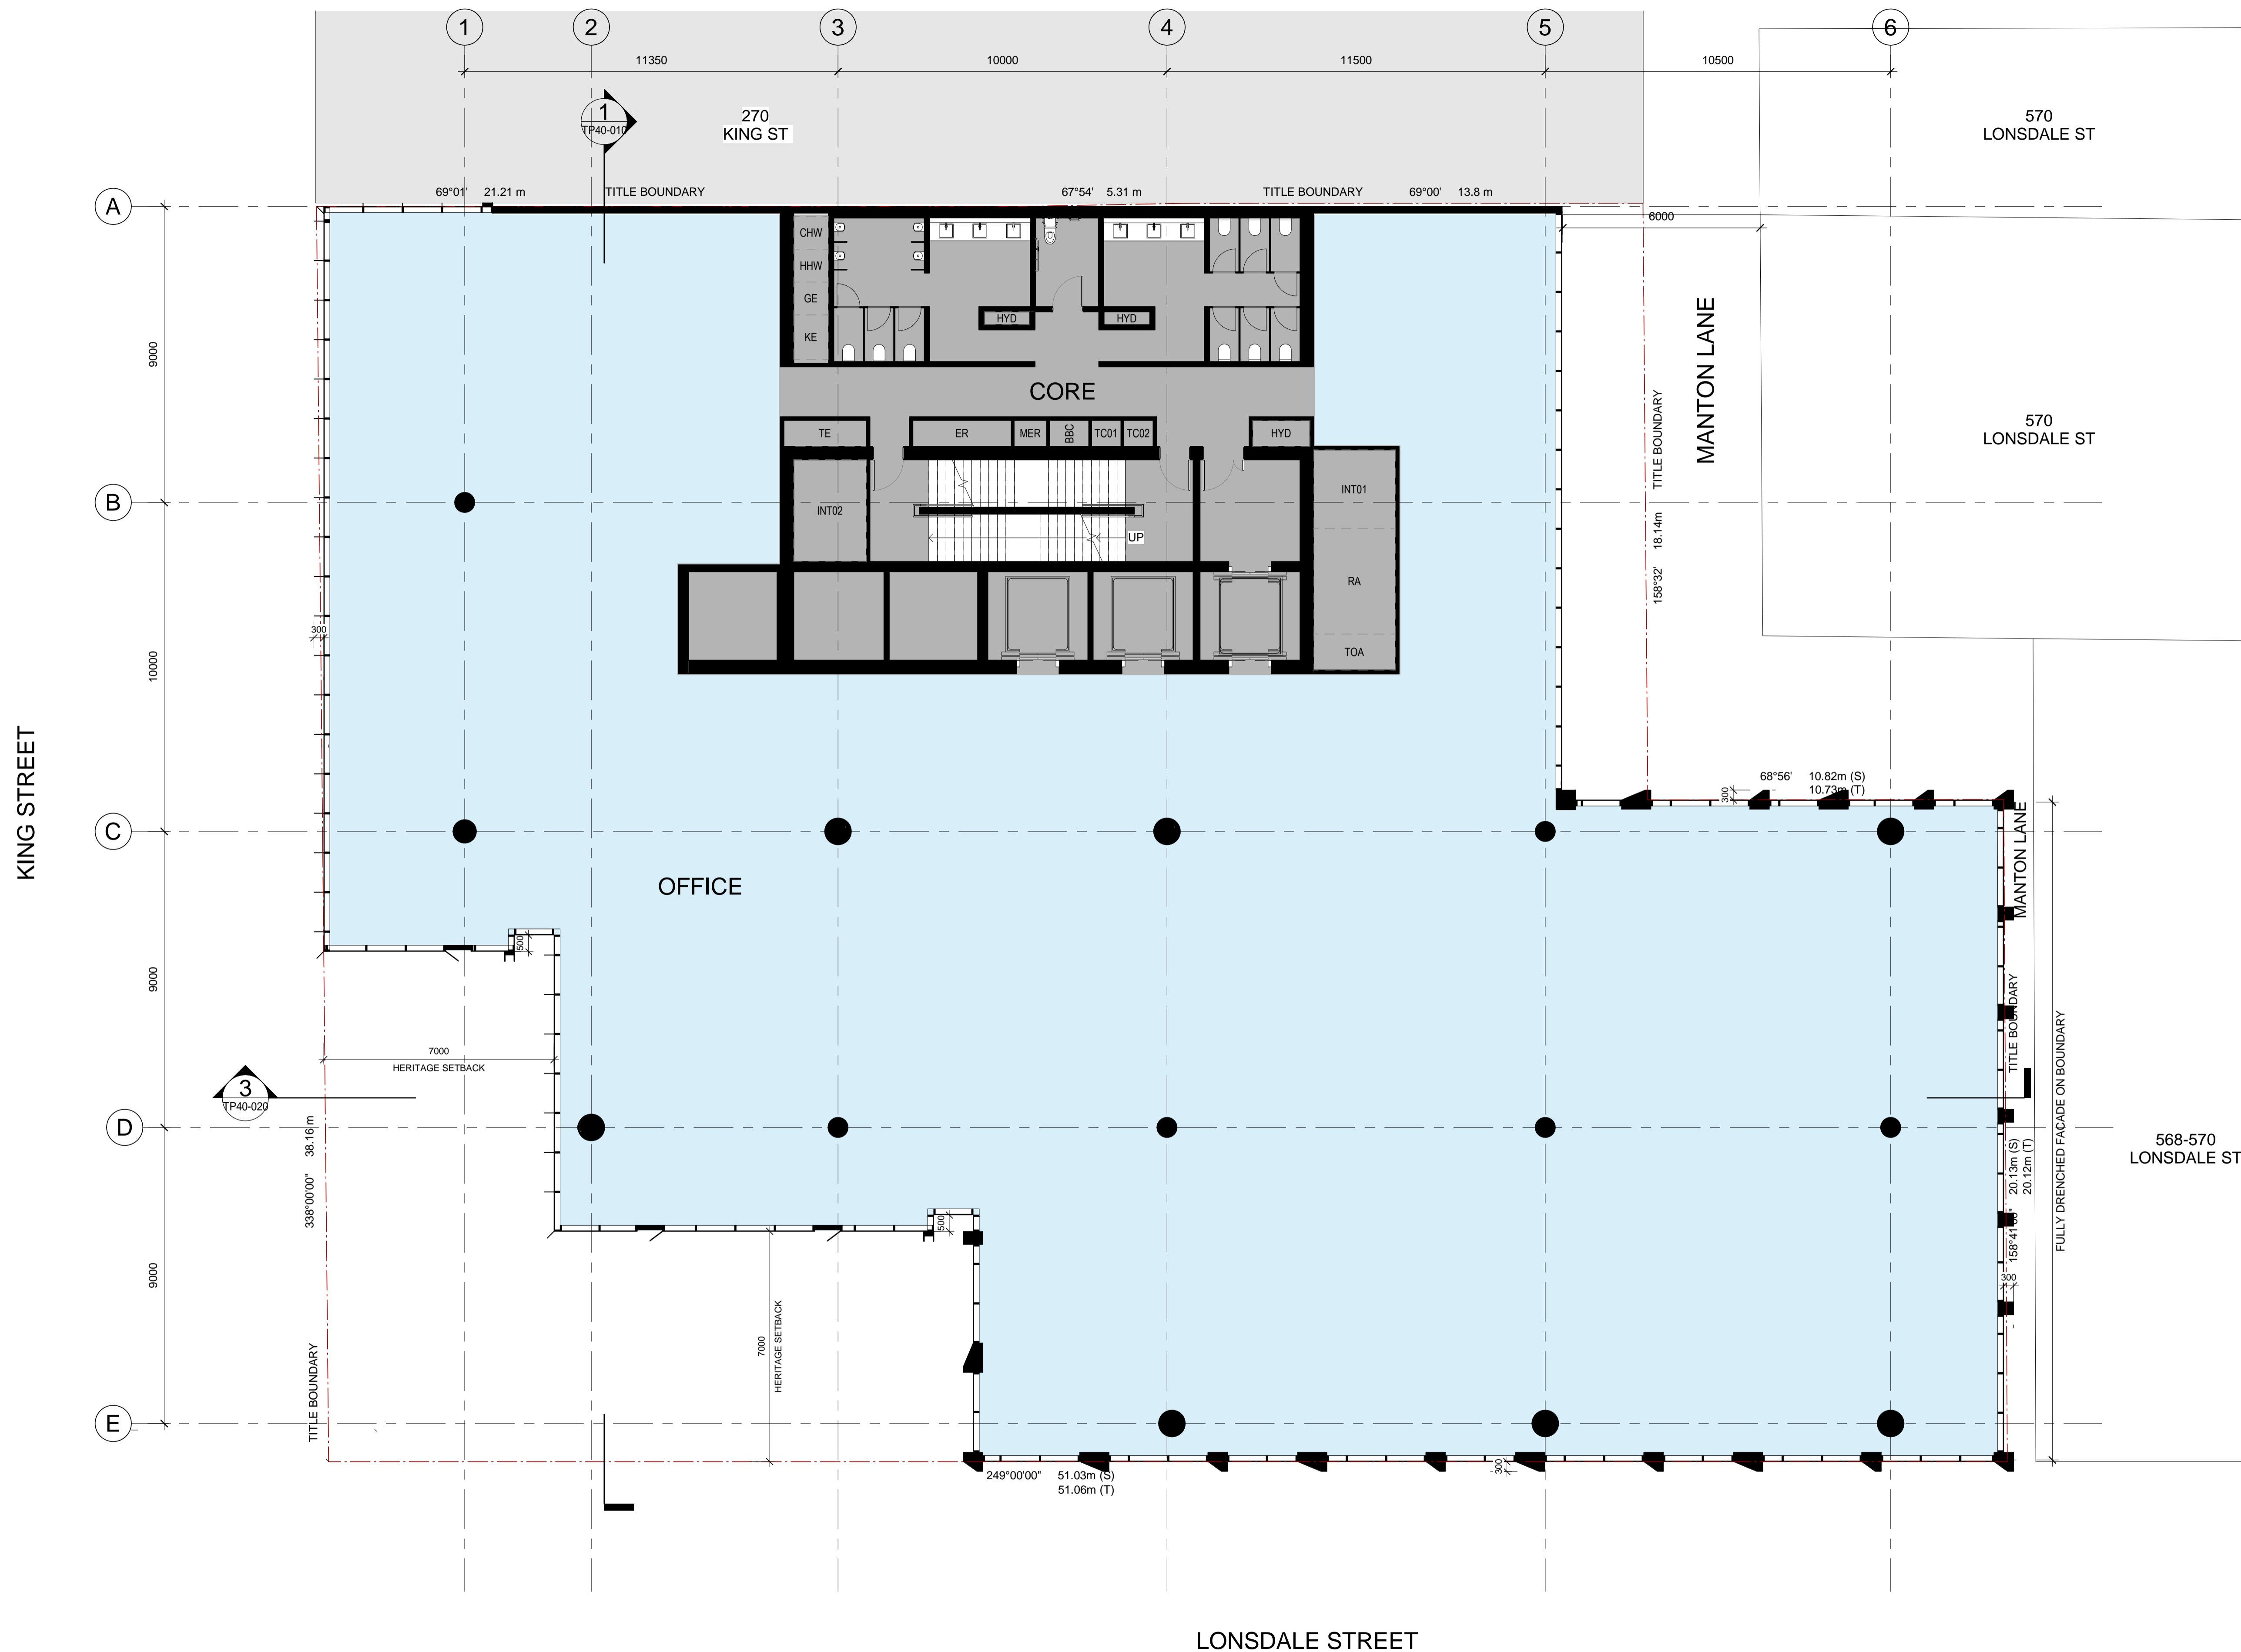 1
2
3
4
5
6
11350
10000
11500
10500
1
TP40-010
270
KING ST
570
LONSDALE ST
A
69°01'
21.21 m
TITLE BOUNDARY
67°54'
5.31 m
TITLE BOUNDARY
69°00'
13.8 m
6000
CHW
HHW
GE
KE
HYD
HYD
CORE
9000
TITLE BOUNDARY
MANTON LANE
570
LONSDALE ST
TE
ER
MER
BBC
TC01
TC02
HYD
B
INT02
INT01
UP
18.14m
158°32'
RA
TOA
300
10000
KING STREET
68°56'
10.82m (S)
10.73m (T)
300
MANTON LANE
C
OFFICE
500
9000
TITLE BOUNDARY
FULLY DRENCHED FACADE ON BOUNDARY
7000
HERITAGE SETBACK
3
TP40-020
D
38.16 m
338°00'00"
568-570
LONSDALE ST
20.13m (S)
20.12m (T)
500
9000
300
7000
HERITAGE SETBACK
TITLE BOUNDARY
E
249°00'00"
51.03m (S)
51.06m (T)
300
LONSDALE STREET